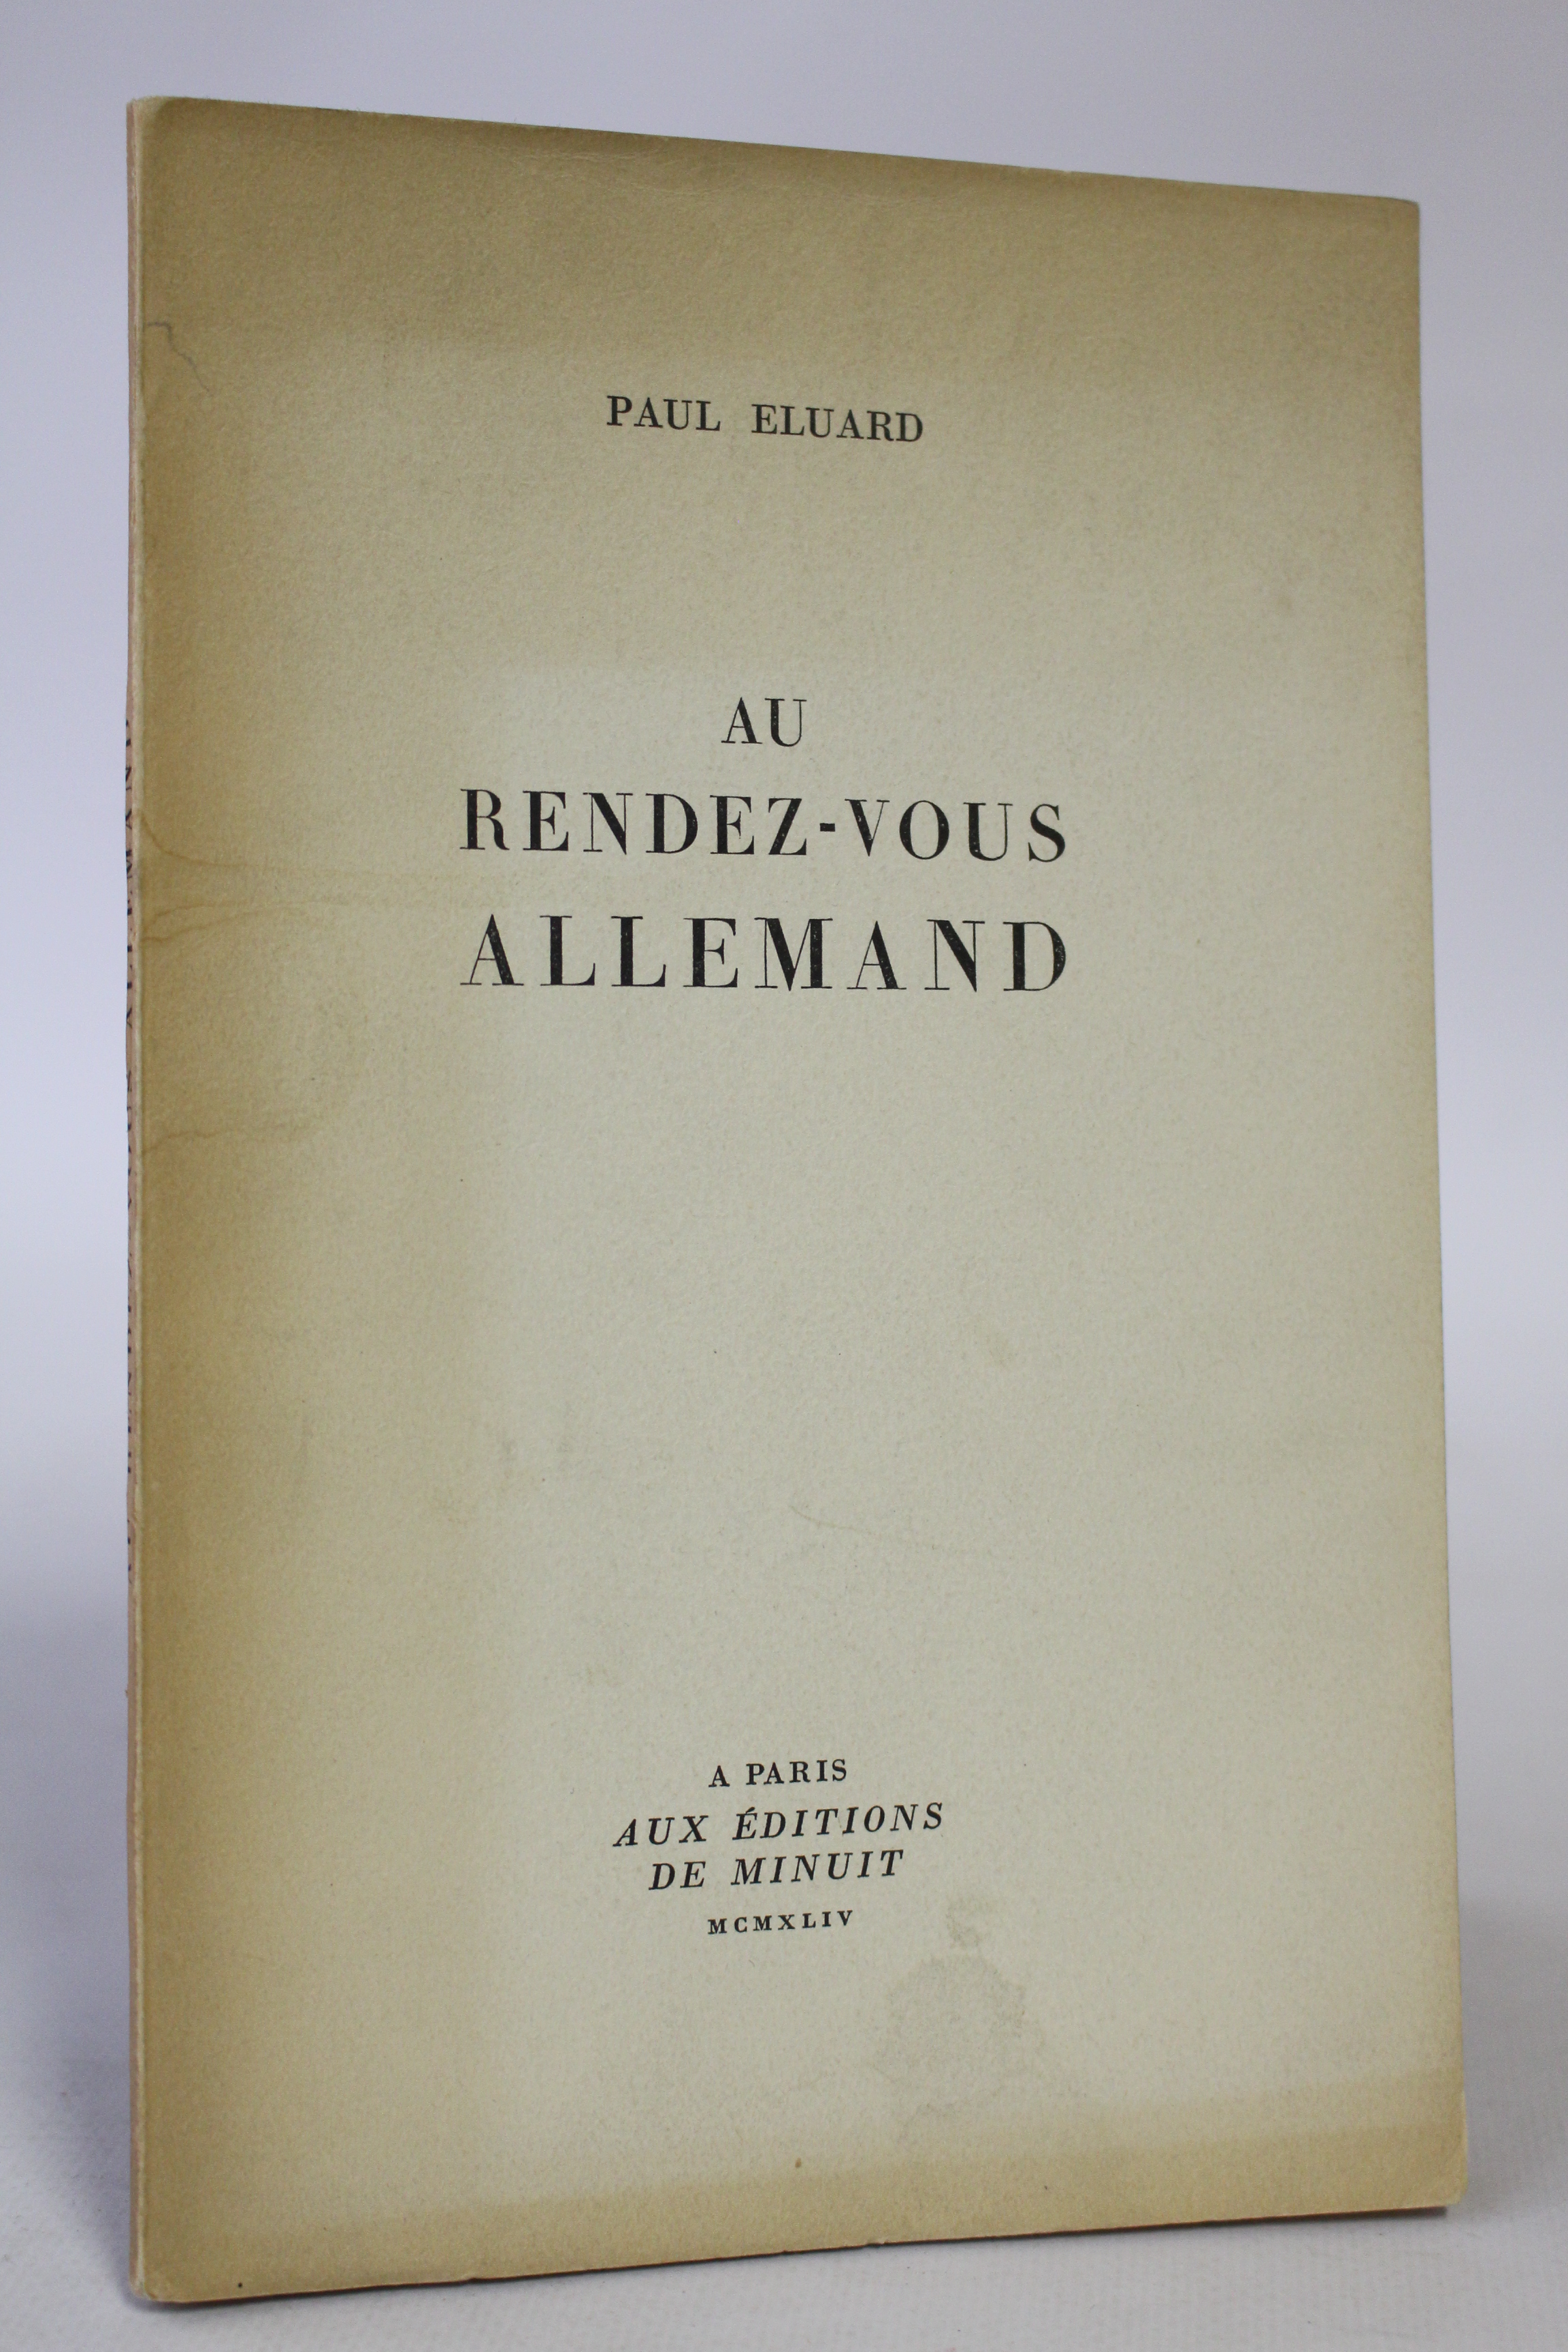 PAUL ELUARD
AU
RENDEZ-VOUS
ALLEMAND
A PARIS
AUX ÉDITIONS
DE MINUIT
MCMXLIV